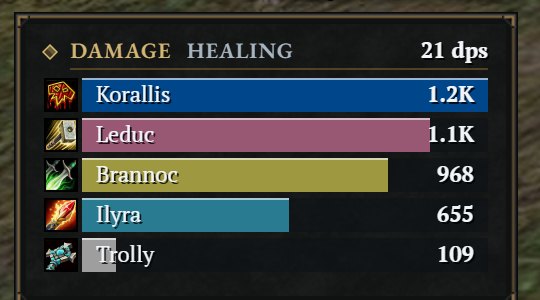 DAMAGE HEALING 21 dps
Korallis 1.2K
Leduc 1.1K
Brannoc 968
Ilyra 655
Trolly 109